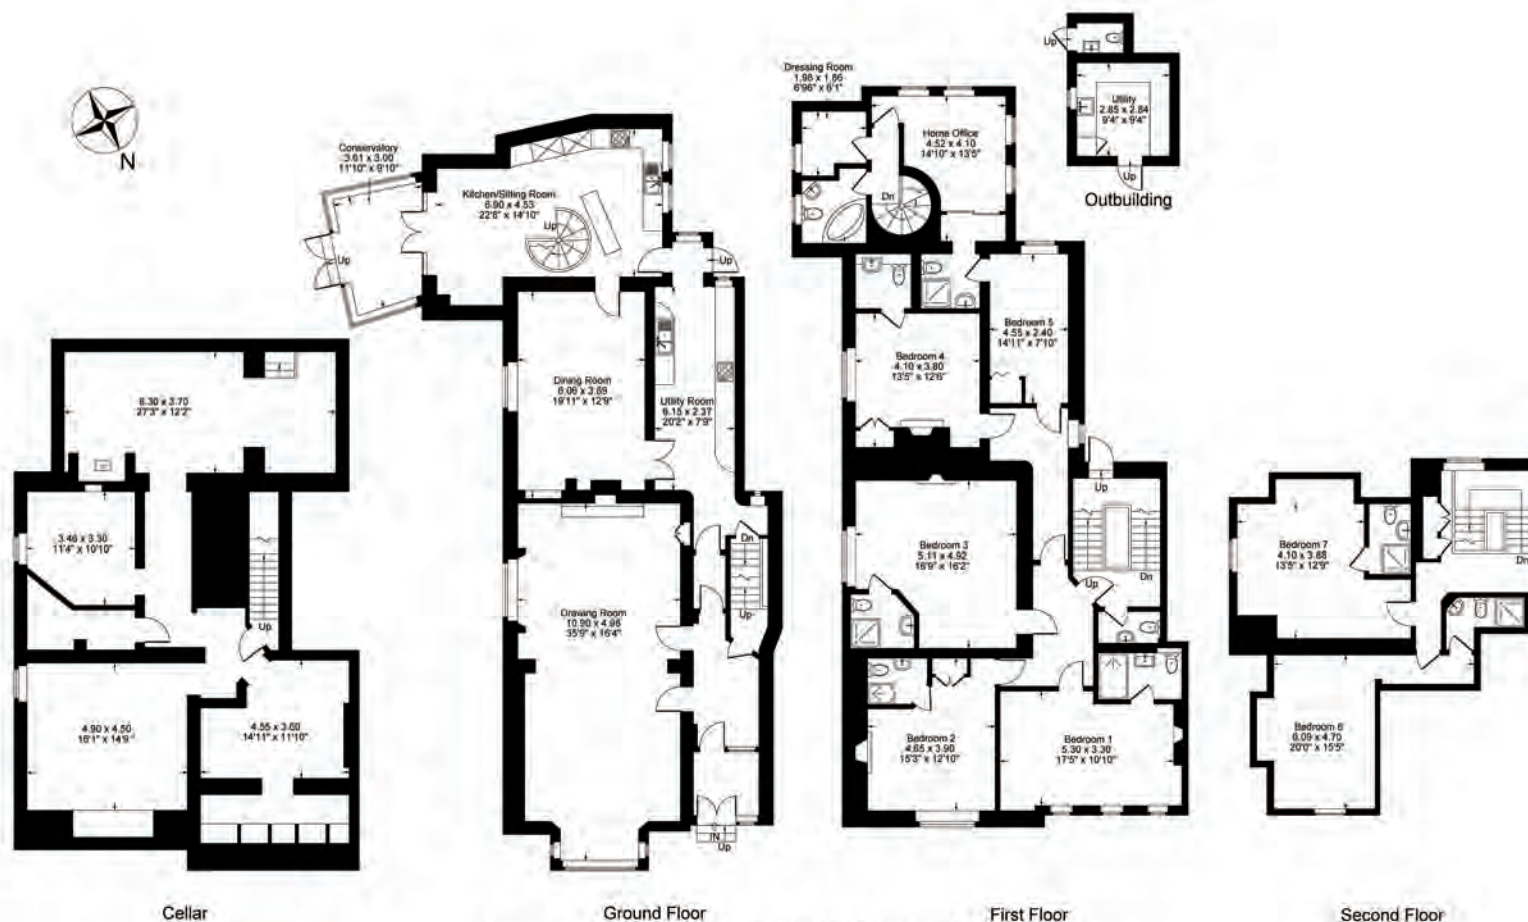 N
Conservatory
3.61 x 3.00
11'10" x 9'10"
Kitchen/Sitting Room
6.90 x 4.53
22'8" x 14'10"
Up
Up
Up
Dining Room
6.06 x 3.89
19'11" x 12'9"
Utility Room
6.15 x 2.37
20'2" x 7'9"
Dn
Up
Drawing Room
10.90 x 4.98
35'9" x 16'4"
IN
Up
Ground Floor
8.30 x 3.70
27'3" x 12'2"
3.46 x 3.30
11'4" x 10'10"
Up
4.90 x 4.50
16'1" x 14'9"
4.55 x 3.60
14'11" x 11'10"
Cellar
Dressing Room
1.98 x 1.86
6'96" x 6'1"
Home Office
4.52 x 4.10
14'10" x 13'5"
Dn
Bedroom 5
4.55 x 2.40
14'11" x 7'10"
Bedroom 4
4.10 x 3.80
13'5" x 12'6"
Up
Bedroom 3
5.11 x 4.92
16'9" x 16'2"
Up
Dn
Bedroom 2
4.65 x 3.90
15'3" x 12'10"
Bedroom 1
5.30 x 3.30
17'5" x 10'10"
First Floor
Up
Utility
2.85 x 2.84
9'4" x 9'4"
Up
Outbuilding
Bedroom 7
4.10 x 3.88
13'5" x 12'9"
Dn
Bedroom 6
6.09 x 4.70
20'0" x 15'5"
Second Floor